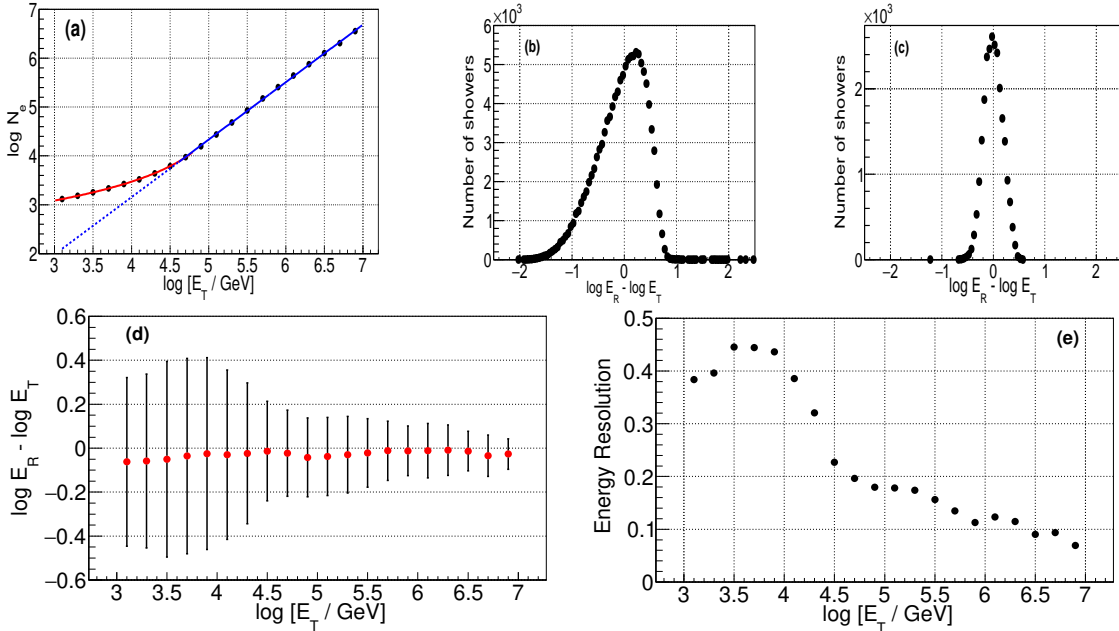 (a)
log N_e
7
6
5
4
3
2
3 3.5 4 4.5 5 5.5 6 6.5 7
log [E_T / GeV]
×10³
(b)
Number of showers
6
5
4
3
2
1
0
−2 −1 0 1 2
log E_R - log E_T
×10³
(c)
Number of showers
2
1
0
−2 −1 0 1 2
log E_R - log E_T
(d)
log E_R - log E_T
0.6
0.4
0.2
0
−0.2
−0.4
−0.6
3 3.5 4 4.5 5 5.5 6 6.5 7
log [E_T / GeV]
(e)
Energy Resolution
0.5
0.4
0.3
0.2
0.1
0
3 3.5 4 4.5 5 5.5 6 6.5 7
log [E_T / GeV]